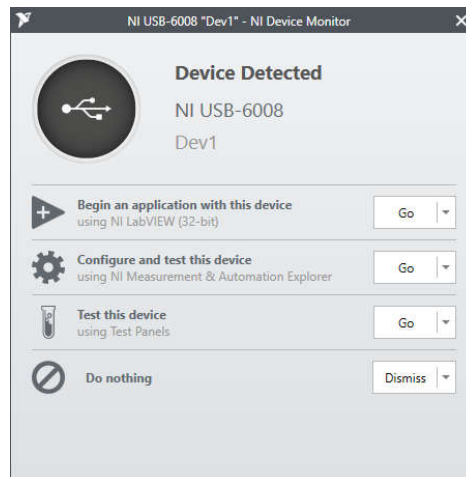 NI USB-6008 "Dev1" - NI Device Monitor
Device Detected
NI USB-6008
Dev1
Begin an application with this device
using NI LabVIEW (32-bit)
Go
Configure and test this device
using NI Measurement & Automation Explorer
Go
Test this device
using Test Panels
Go
Do nothing
Dismiss